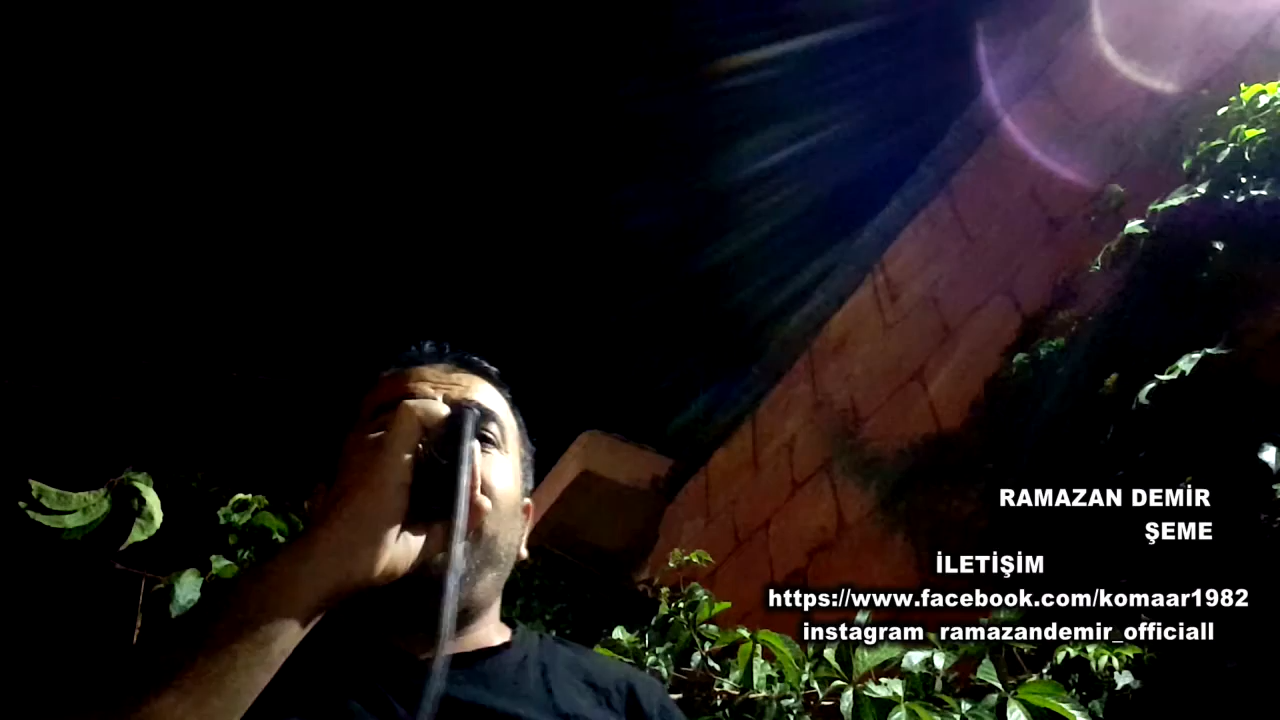 RAMAZAN DEMİR
ŞEME
İLETİŞİM
https://www.facebook.com/komaar1982
instagram ramazandemir_officiall